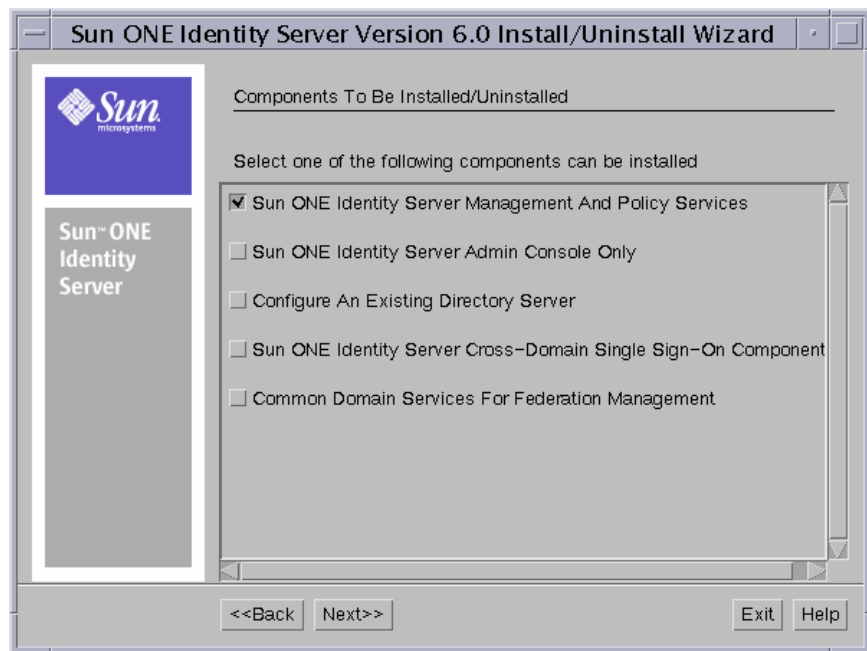 Sun ONE Identity Server Version 6.0 Install/Uninstall Wizard
Sun
microsystems
Sun™ ONE
Identity
Server
Components To Be Installed/Uninstalled
Select one of the following components can be installed
Sun ONE Identity Server Management And Policy Services
Sun ONE Identity Server Admin Console Only
Configure An Existing Directory Server
Sun ONE Identity Server Cross-Domain Single Sign-On Component
Common Domain Services For Federation Management
<<Back Next>> Exit Help